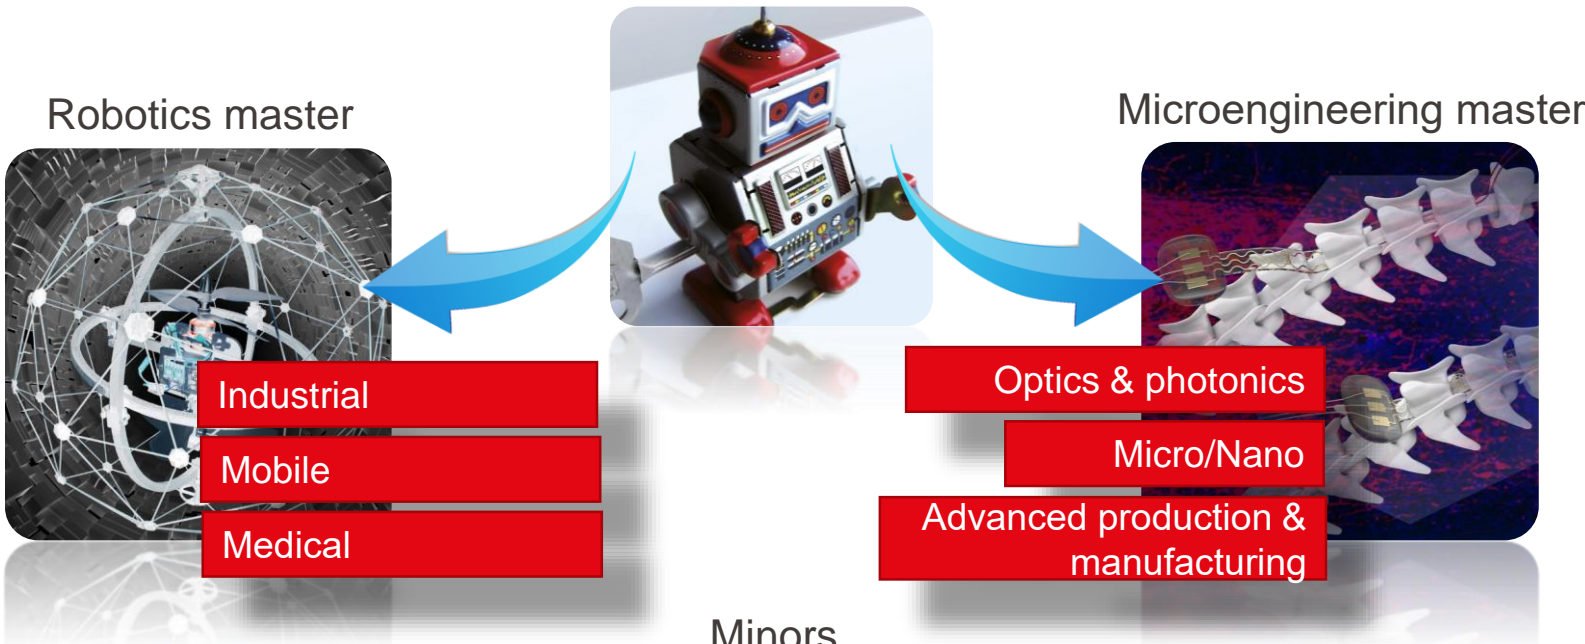 Robotics master
Microengineering master
Industrial
Mobile
Medical
Optics & photonics
Micro/Nano
Advanced production &
manufacturing
Minors